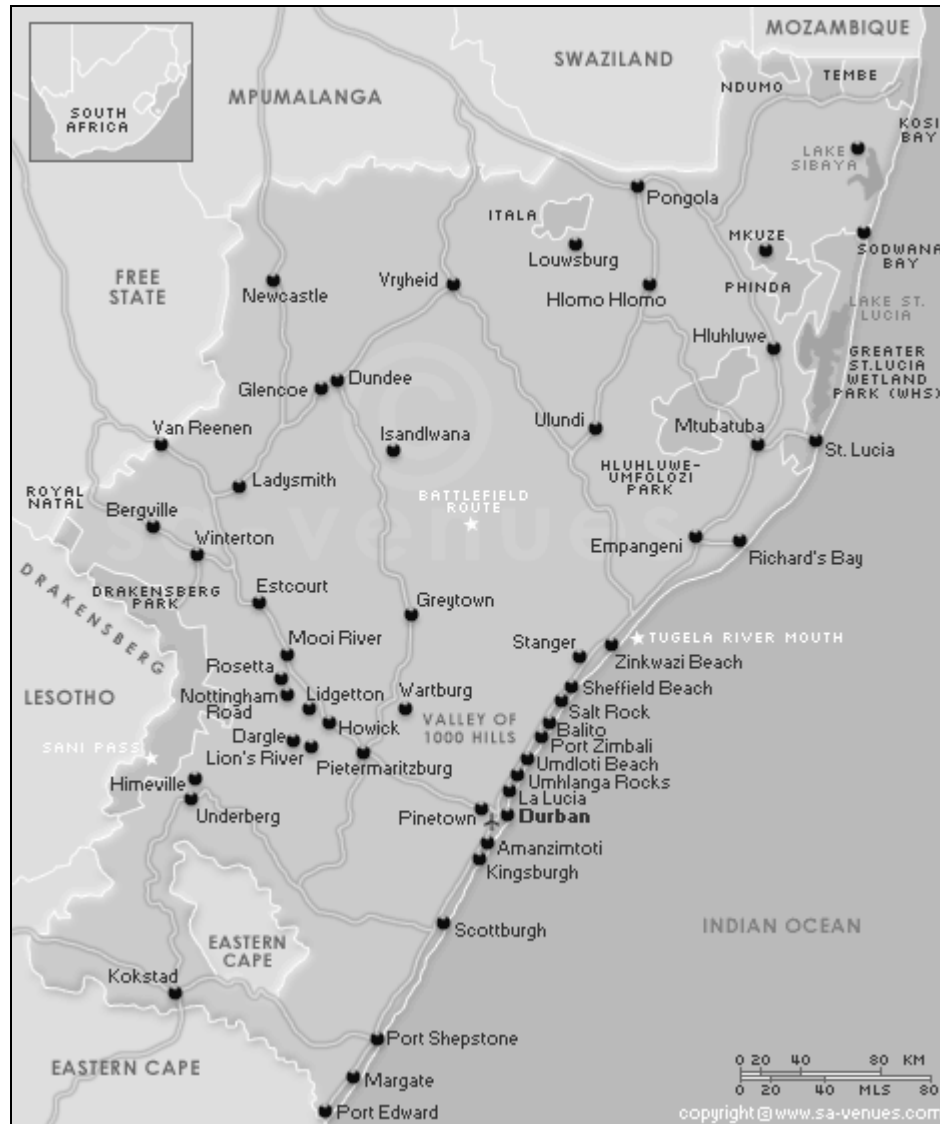 MOZAMBIQUE
SWAZILAND
NDUMO
TEMBE
MPUMALANGA
SOUTH
AFRICA
KOSI
BAY
LAKE
SIBAYA
Pongola
ITALA
Louwsburg
MKUZE
SODWANA
BAY
FREE
STATE
Newcastle
Vryheid
Hlomo Hlomo
PHINDA
LAKE ST.
LUCIA
Hluhluwe
GREATER
ST.LUCIA
WETLAND
PARK (WHS)
Glencoe
Dundee
Van Reenen
Isandlwana
Ulundi
Mtubatuba
St. Lucia
HLUHLUWE-
UMFOLOZI
PARK
Ladysmith
ROYAL
NATAL
BATTLEFIELD
ROUTE
Bergville
sa-venues
Winterton
Empangeni
Richard's Bay
DRAKENSBERG
PARK
DRAKENSBERG
Estcourt
Greytown
Mooi River
Stanger
TUGELA RIVER MOUTH
Zinkwazi Beach
Rosetta
Nottingham
Road
Lidgetton
Wartburg
Sheffield Beach
LESOTHO
Salt Rock
VALLEY OF
1000 HILLS
Howick
Balito
Dargle
Port Zimbali
Lion's River
SANI PASS
Pietermaritzburg
Umdloti Beach
Himeville
Umhlanga Rocks
La Lucia
Underberg
Pinetown
Durban
Amanzimtoti
Kingsburgh
Scottburgh
INDIAN OCEAN
EASTERN
CAPE
Kokstad
Port Shepstone
EASTERN CAPE
0 20 40 80 KM
Margate
0 20 40 MLS 80
Port Edward
copyright©www.sa-venues.com